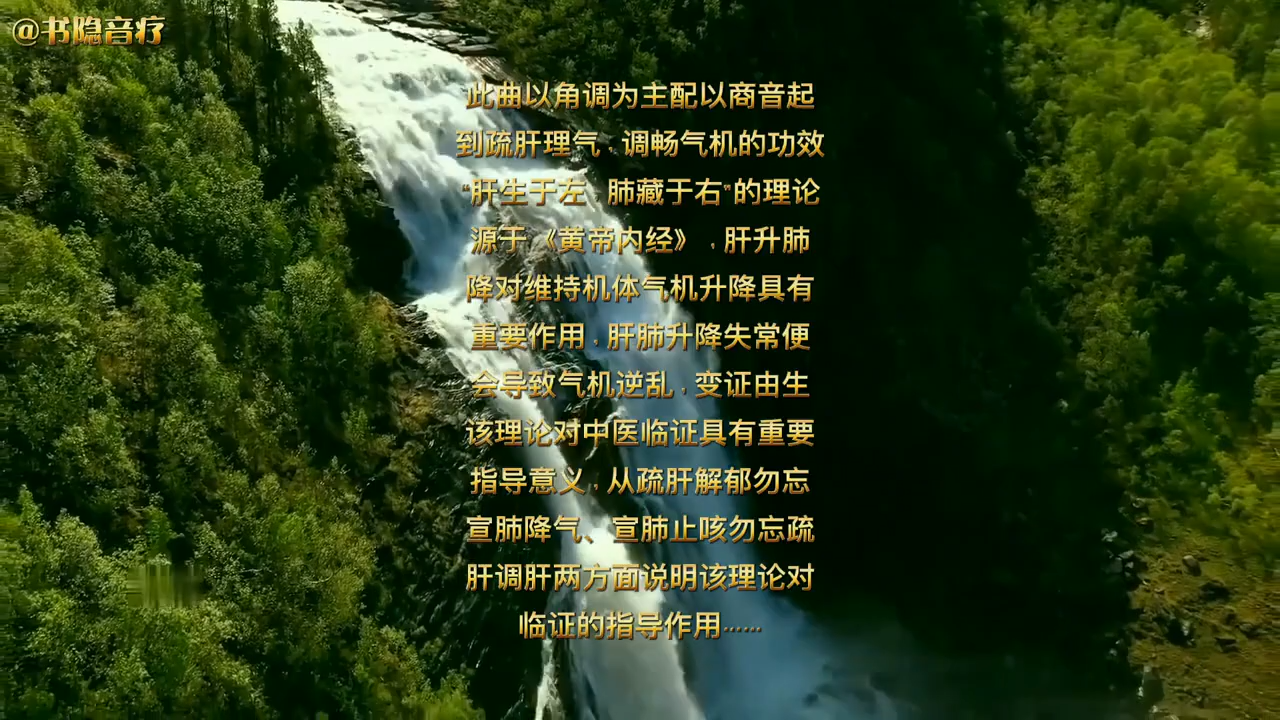 @书隐音疗
此曲以角调为主配以商音起
到疏肝理气，调畅气机的功效
“肝生于左，肺藏于右”的理论
源于《黄帝内经》，肝升肺
降对维持机体气机升降具有
重要作用，肝肺升降失常便
会导致气机逆乱，变证由生
该理论对中医临证具有重要
指导意义，从疏肝解郁勿忘
宣肺降气、宣肺止咳勿忘疏
肝调肝两方面说明该理论对
临证的指导作用……